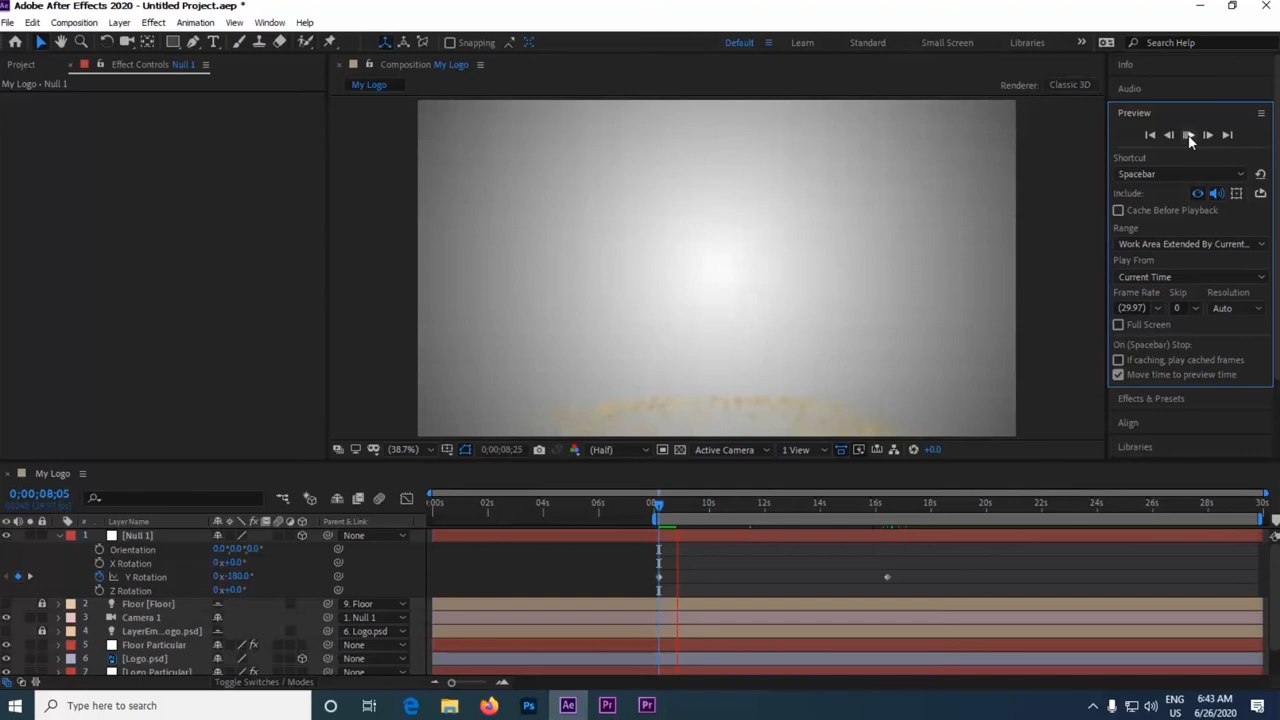 Adobe After Effects 2020 - Untitled Project.aep *
File Edit Composition Layer Effect Animation View Window Help
Snapping Default Learn Standard Small Screen Libraries Search Help
Project Effect Controls Null 1 Composition My Logo Info
My Logo • Null 1 My Logo Renderer: Classic 3D
Audio
Preview
Shortcut
Spacebar
Include:
Cache Before Playback
Range
Work Area Extended By Current...
Play From
Current Time
Frame Rate Skip Resolution
(29.97) 0 Auto
Full Screen
On (Spacebar) Stop:
If caching, play cached frames
Move time to preview time
Effects & Presets
Align
Libraries
(38.7%) 0;00;08;25 (Half) Active Camera 1 View +0.0
My Logo
0;00;08;05
:00s 02s 04s 06s 08s 10s 12s 14s 16s 18s 20s 22s 24s 26s 28s 30s
# Layer Name Parent & Link
1 [Null 1] None
Orientation 0.0°,0.0°,0.0°
X Rotation 0x+0.0°
Y Rotation 0x-180.0°
Z Rotation 0x+0.0°
2 Floor [Floor] 9. Floor
3 Camera 1 1. Null 1
4 LayerEm...ogo.psd] 6. Logo.psd
5 Floor Particular None
6 [Logo.psd] None
7 [Logo Particular] None
Toggle Switches / Modes
Type here to search
ENG
US
6:43 AM
6/26/2020